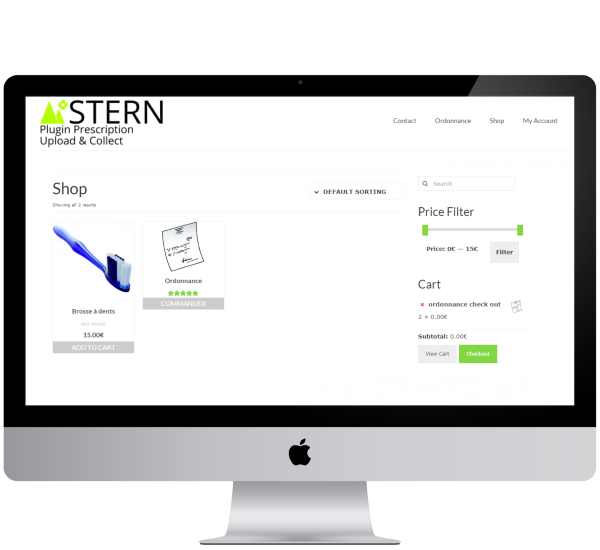 STERN
Plugin Prescription
Upload & Collect
Contact
Ordonnance
Shop
My Account
Shop
Showing all 2 results
DEFAULT SORTING
Brosse à dents
NOT RATED
15.00€
ADD TO CART
Ordonnance
COMMANDER
Search
Price Filter
Price: 0€ — 15€
Filter
Cart
× ordonnance check out
2 × 0.00€
Subtotal: 0.00€
View Cart
Checkout